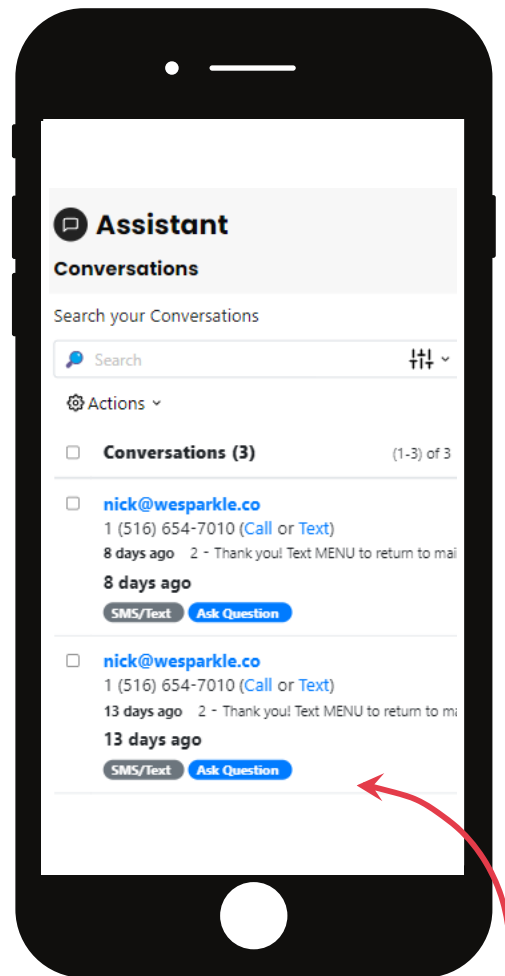 Assistant
Conversations
Search your Conversations
Search
Actions
Conversations (3) (1-3) of 3
nick@wesparkle.co
1 (516) 654-7010 (Call or Text)
8 days ago 2 - Thank you! Text MENU to return to mai
8 days ago
SMS/Text Ask Question
nick@wesparkle.co
1 (516) 654-7010 (Call or Text)
13 days ago 2 - Thank you! Text MENU to return to ma
13 days ago
SMS/Text Ask Question